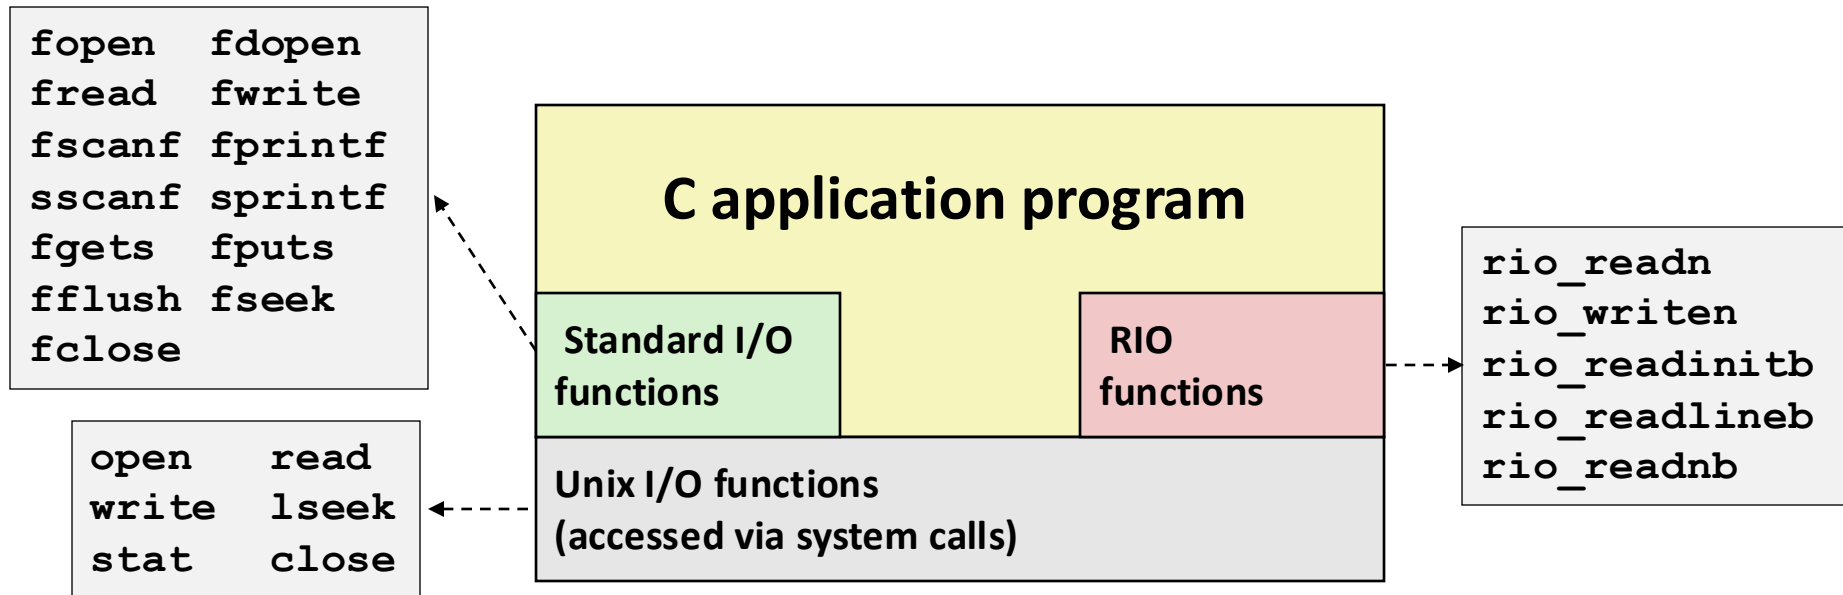 fopen fdopen
fread fwrite
fscanf fprintf
sscanf sprintf
fgets fputs
fflush fseek
fclose
C application program
Standard I/O
functions
RIO
functions
rio_readn
rio_writen
rio_readinitb
rio_readlineb
rio_readnb
open read
write lseek
stat close
Unix I/O functions
(accessed via system calls)